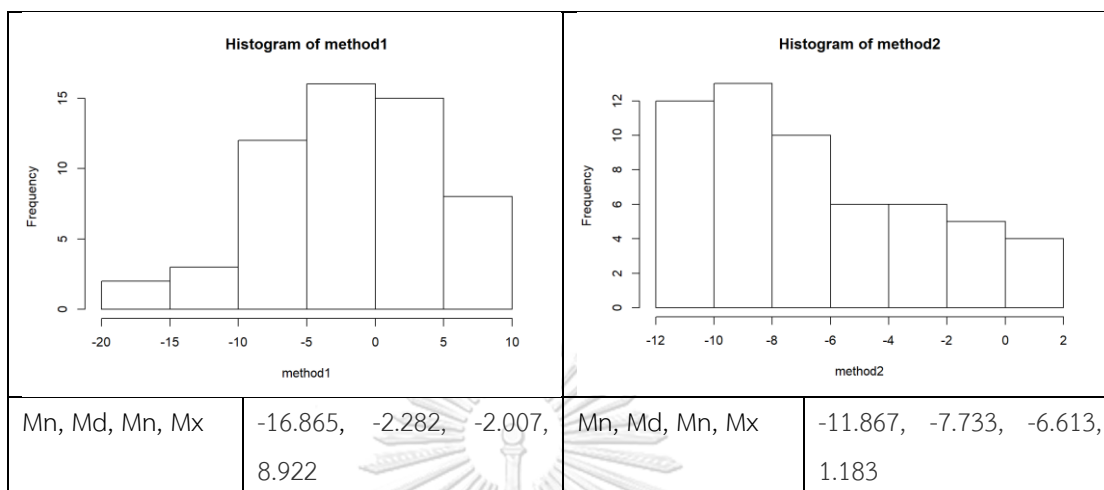 Histogram of method1
Frequency
0
5
10
15
-20 -15 -10 -5 0 5 10
method1
Histogram of method2
Frequency
0
2
4
6
8
10
12
-12 -10 -8 -6 -4 -2 0 2
method2
Mn, Md, Mn, Mx
-16.865, -2.282, -2.007,
8.922
Mn, Md, Mn, Mx
-11.867, -7.733, -6.613,
1.183